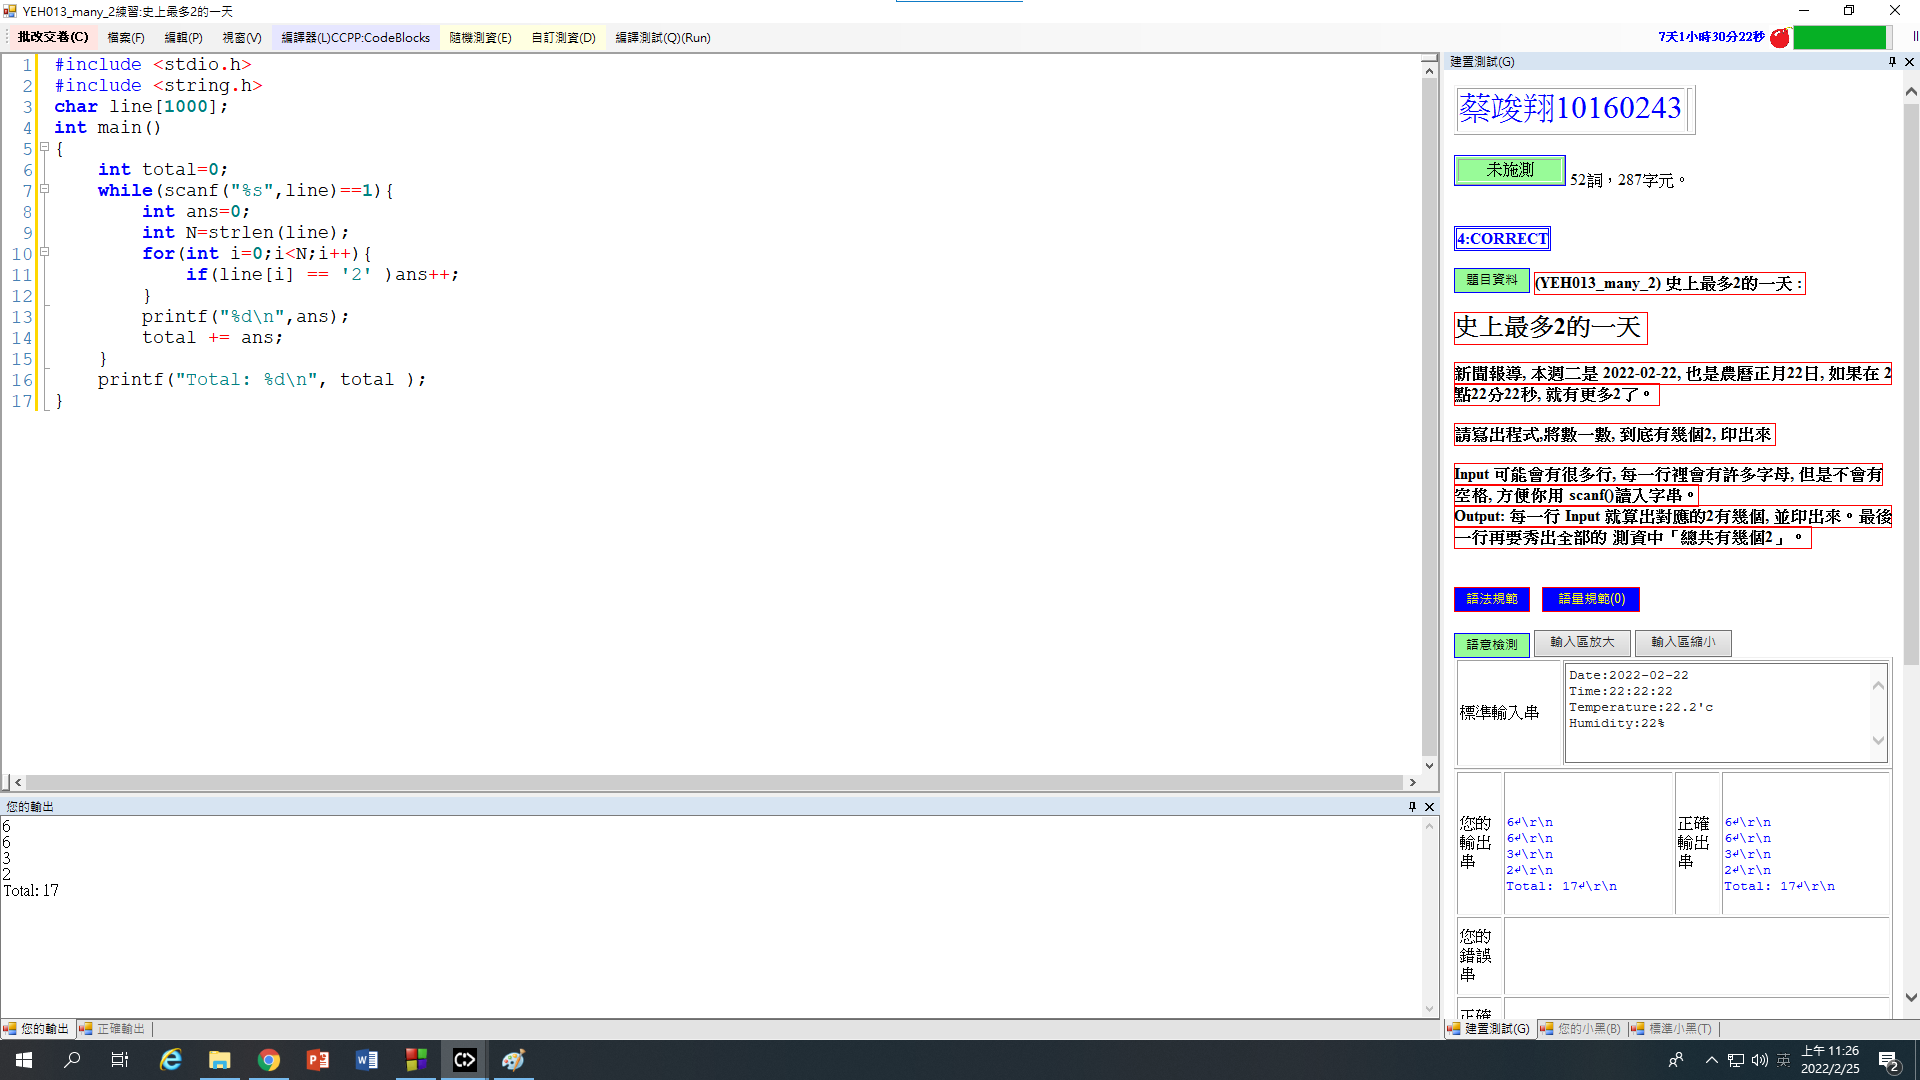 YEH013_many_2練習:史上最多2的一天
批改交卷(C) 檔案(F) 編輯(P) 視窗(V) 編譯器(L)CCPP:CodeBlocks 隨機測資(E) 自訂測資(D) 編譯測試(Q)(Run) 7天1小時30分22秒
1 #include <stdio.h>
2 #include <string.h>
3 char line[1000];
4 int main()
5 {
6 int total=0;
7 while(scanf("%s",line)==1){
8 int ans=0;
9 int N=strlen(line);
10 for(int i=0;i<N;i++){
11 if(line[i] == '2' )ans++;
12 }
13 printf("%d\n",ans);
14 total += ans;
15 }
16 printf("Total: %d\n", total );
17 }
您的輸出
6
6
3
2
Total: 17
您的輸出 正確輸出
建置測試(G)
蔡竣翔10160243
未施測 52詞，287字元。
4:CORRECT
題目資料 (YEH013_many_2) 史上最多2的一天 :
史上最多2的一天
新聞報導, 本週二是 2022-02-22, 也是農曆正月22日, 如果在 2
點22分22秒, 就有更多2了。
請寫出程式,將數一數, 到底有幾個2, 印出來
Input 可能會有很多行, 每一行裡會有許多字母, 但是不會有
空格, 方便你用 scanf()讀入字串。
Output: 每一行 Input 就算出對應的2有幾個, 並印出來。最後
一行再要秀出全部的 測資中「總共有幾個2」。
語法規範 語量規範(0)
語意檢測 輸入區放大 輸入區縮小
標準輸入串
Date:2022-02-22
Time:22:22:22
Temperature:22.2'c
Humidity:22%
您的
輸出
串
6↲\r\n
6↲\r\n
3↲\r\n
2↲\r\n
Total: 17↲\r\n
正確
輸出
串
6↲\r\n
6↲\r\n
3↲\r\n
2↲\r\n
Total: 17↲\r\n
您的
錯誤
串
正確
建置測試(G) 您的小黑(B) 標準小黑(T)
英 上午 11:26
2022/2/25
2